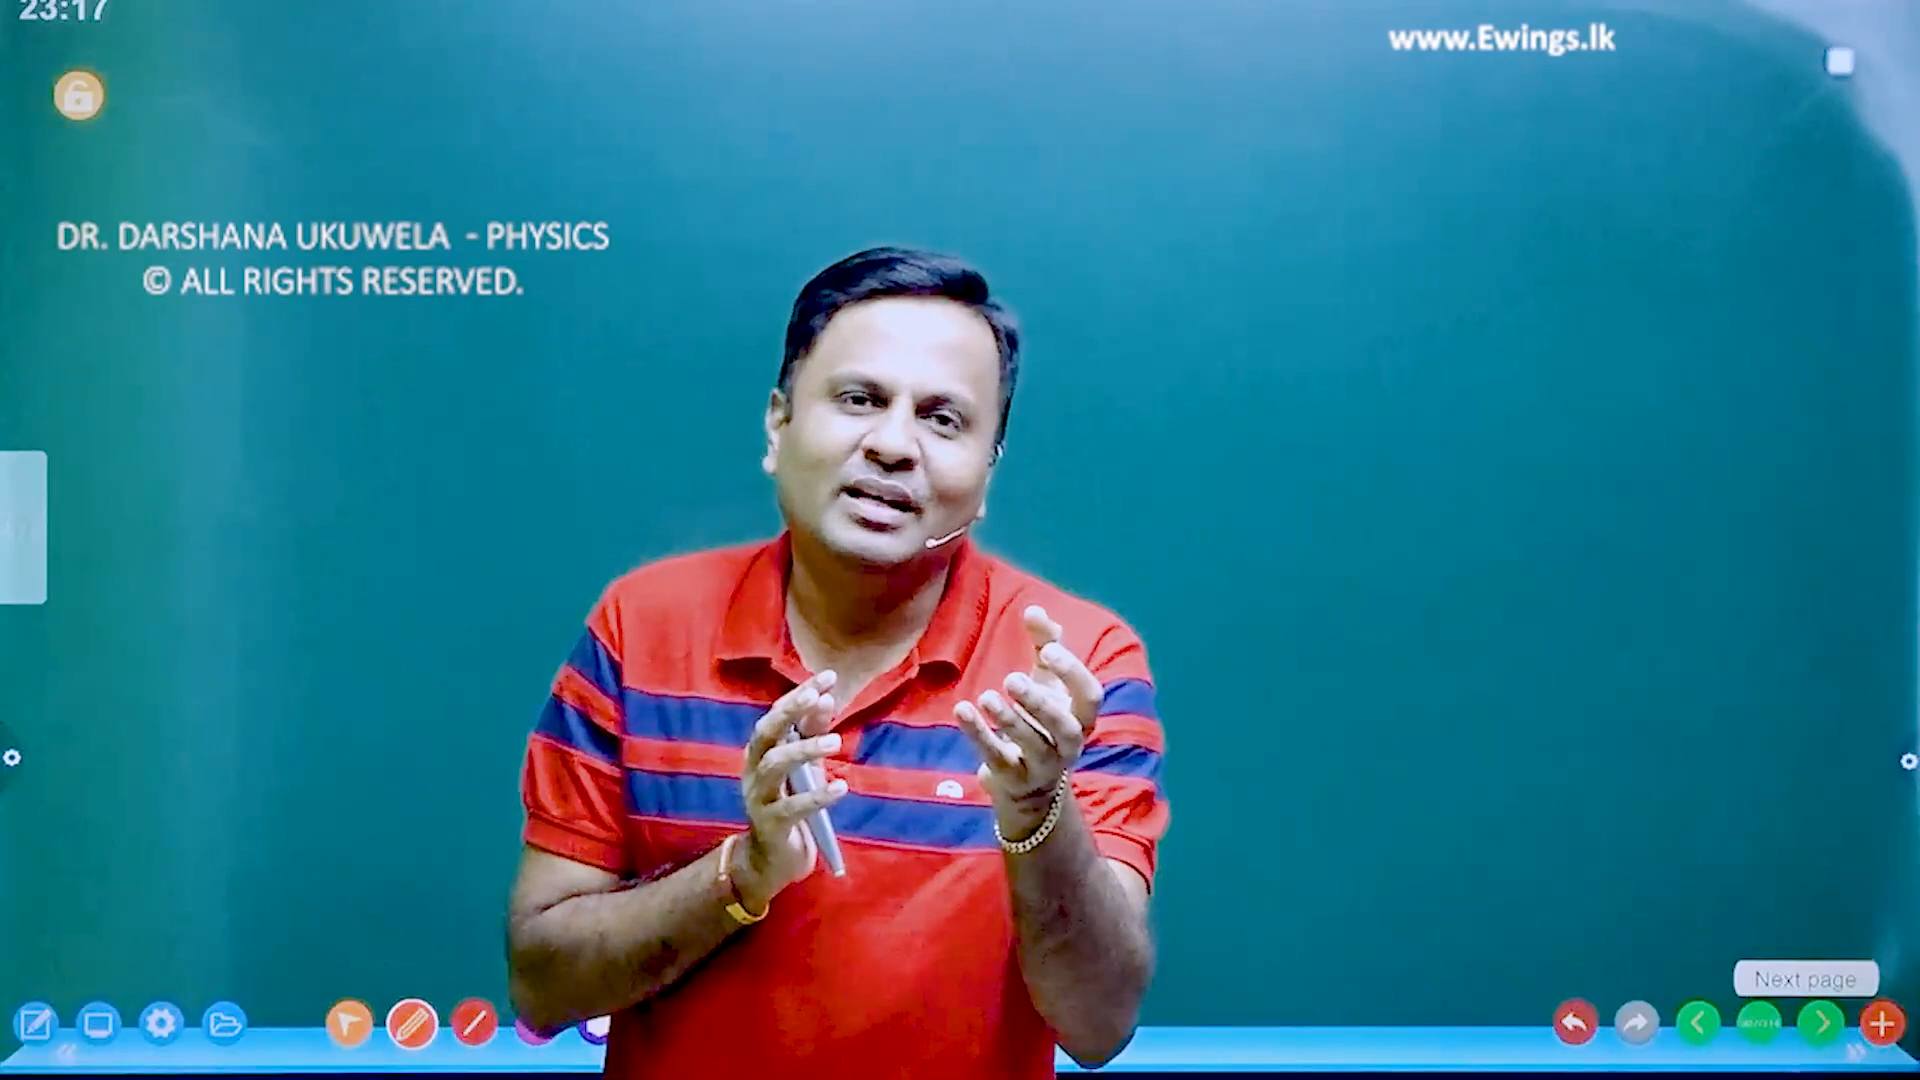 23:17
www.Ewings.lk
DR. DARSHANA UKUWELA - PHYSICS
© ALL RIGHTS RESERVED.
Next page